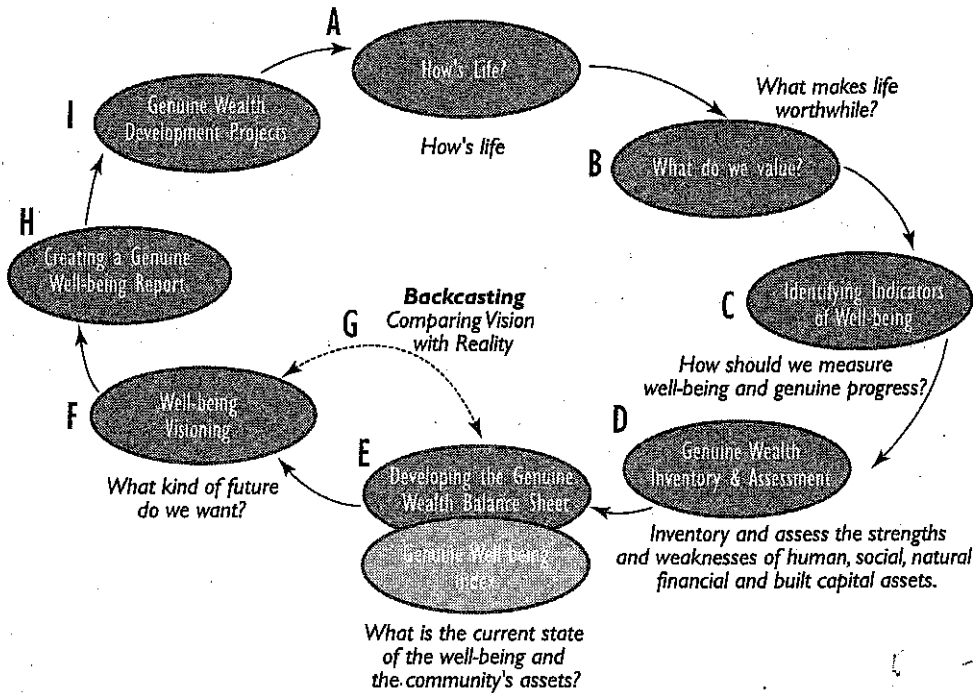 A
How's Life?
How's life
What makes life
worthwhile?
B
What do we value?
C
Identifying Indicators
of Well-being
How should we measure
well-being and genuine progress?
D
Genuine Wealth
Inventory & Assessment
Inventory and assess the strengths
and weaknesses of human, social, natural
financial and built capital assets.
E
Developing the Genuine
Wealth Balance Sheet
Genuine Well-being
Index
What is the current state
of the well-being and
the community's assets?
F
Well-being
Visioning
What kind of future
do we want?
G
Backcasting
Comparing Vision
with Reality
H
Creating a Genuine
Well-being Report
I
Genuine Wealth
Development Projects